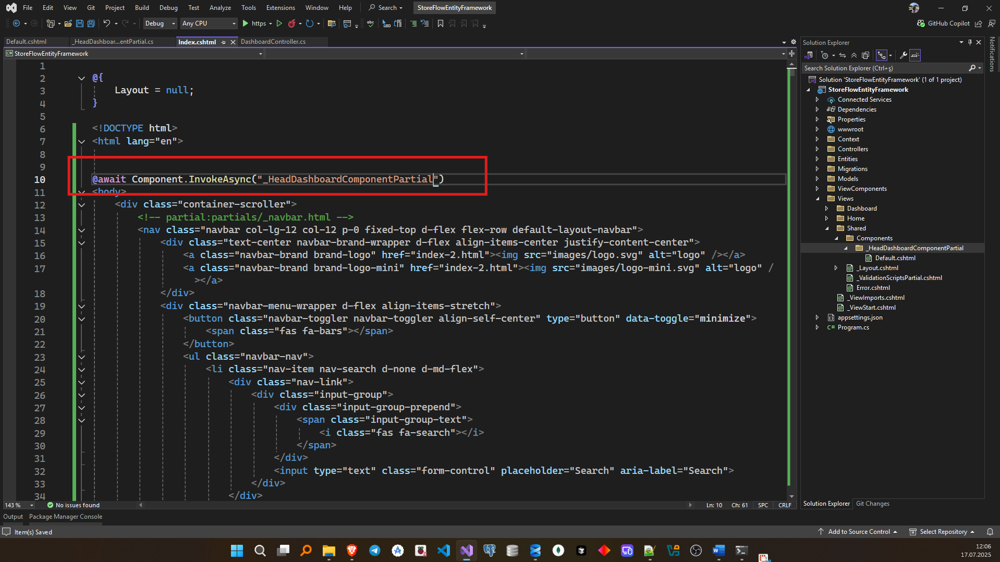 File Edit View Git Project Build Debug Test Analyze Tools Extensions Window Help Search StoreFlowEntityFramework
Debug Any CPU https GitHub Copilot
Default.cshtml _HeadDashboar...entPartial.cs Index.cshtml DashboardController.cs
StoreFlowEntityFramework
1
2 @{
3 Layout = null;
4 }
5
6 <!DOCTYPE html>
7 <html lang="en">
8
9
10 @await Component.InvokeAsync("_HeadDashboardComponentPartial")
11 <body>
12 <div class="container-scroller">
13 <!-- partial:partials/_navbar.html -->
14 <nav class="navbar col-lg-12 col-12 p-0 fixed-top d-flex flex-row default-layout-navbar">
15 <div class="text-center navbar-brand-wrapper d-flex align-items-center justify-content-center">
16 <a class="navbar-brand brand-logo" href="index-2.html"><img src="images/logo.svg" alt="logo" /></a>
17 <a class="navbar-brand brand-logo-mini" href="index-2.html"><img src="images/logo-mini.svg" alt="logo" /
></a>
18 </div>
19 <div class="navbar-menu-wrapper d-flex align-items-stretch">
20 <button class="navbar-toggler navbar-toggler align-self-center" type="button" data-toggle="minimize">
21 <span class="fas fa-bars"></span>
22 </button>
23 <ul class="navbar-nav">
24 <li class="nav-item nav-search d-none d-md-flex">
25 <div class="nav-link">
26 <div class="input-group">
27 <div class="input-group-prepend">
28 <span class="input-group-text">
29 <i class="fas fa-search"></i>
30 </span>
31 </div>
32 <input type="text" class="form-control" placeholder="Search" aria-label="Search">
33 </div>
34 </div>
143 % No issues found Ln: 10 Ch: 61 SPC CRLF
Output Package Manager Console
Item(s) Saved Add to Source Control Select Repository
Solution Explorer
Search Solution Explorer (Ctrl+ş)
Solution 'StoreFlowEntityFramework' (1 of 1 project)
StoreFlowEntityFramework
Connected Services
Dependencies
Properties
wwwroot
Context
Controllers
Entities
Migrations
Models
ViewComponents
Views
Dashboard
Home
Shared
Components
_HeadDashboardComponentPartial
Default.cshtml
_Layout.cshtml
_ValidationScriptsPartial.cshtml
Error.cshtml
_ViewImports.cshtml
_ViewStart.cshtml
appsettings.json
C# Program.cs
Solution Explorer Git Changes
Notifications
12:06
17.07.2025